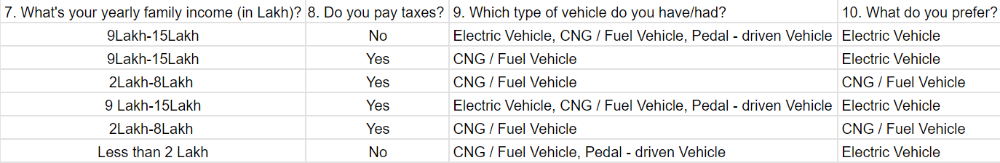 7. What's your yearly family income (in Lakh)? 8. Do you pay taxes? 9. Which type of vehicle do you have/had? 10. What do you prefer?
9Lakh-15Lakh No Electric Vehicle, CNG / Fuel Vehicle, Pedal - driven Vehicle Electric Vehicle
9Lakh-15Lakh Yes CNG / Fuel Vehicle Electric Vehicle
2Lakh-8Lakh Yes CNG / Fuel Vehicle CNG / Fuel Vehicle
9 Lakh-15Lakh Yes Electric Vehicle, CNG / Fuel Vehicle, Pedal - driven Vehicle Electric Vehicle
2Lakh-8Lakh Yes CNG / Fuel Vehicle CNG / Fuel Vehicle
Less than 2 Lakh No CNG / Fuel Vehicle, Pedal - driven Vehicle Electric Vehicle